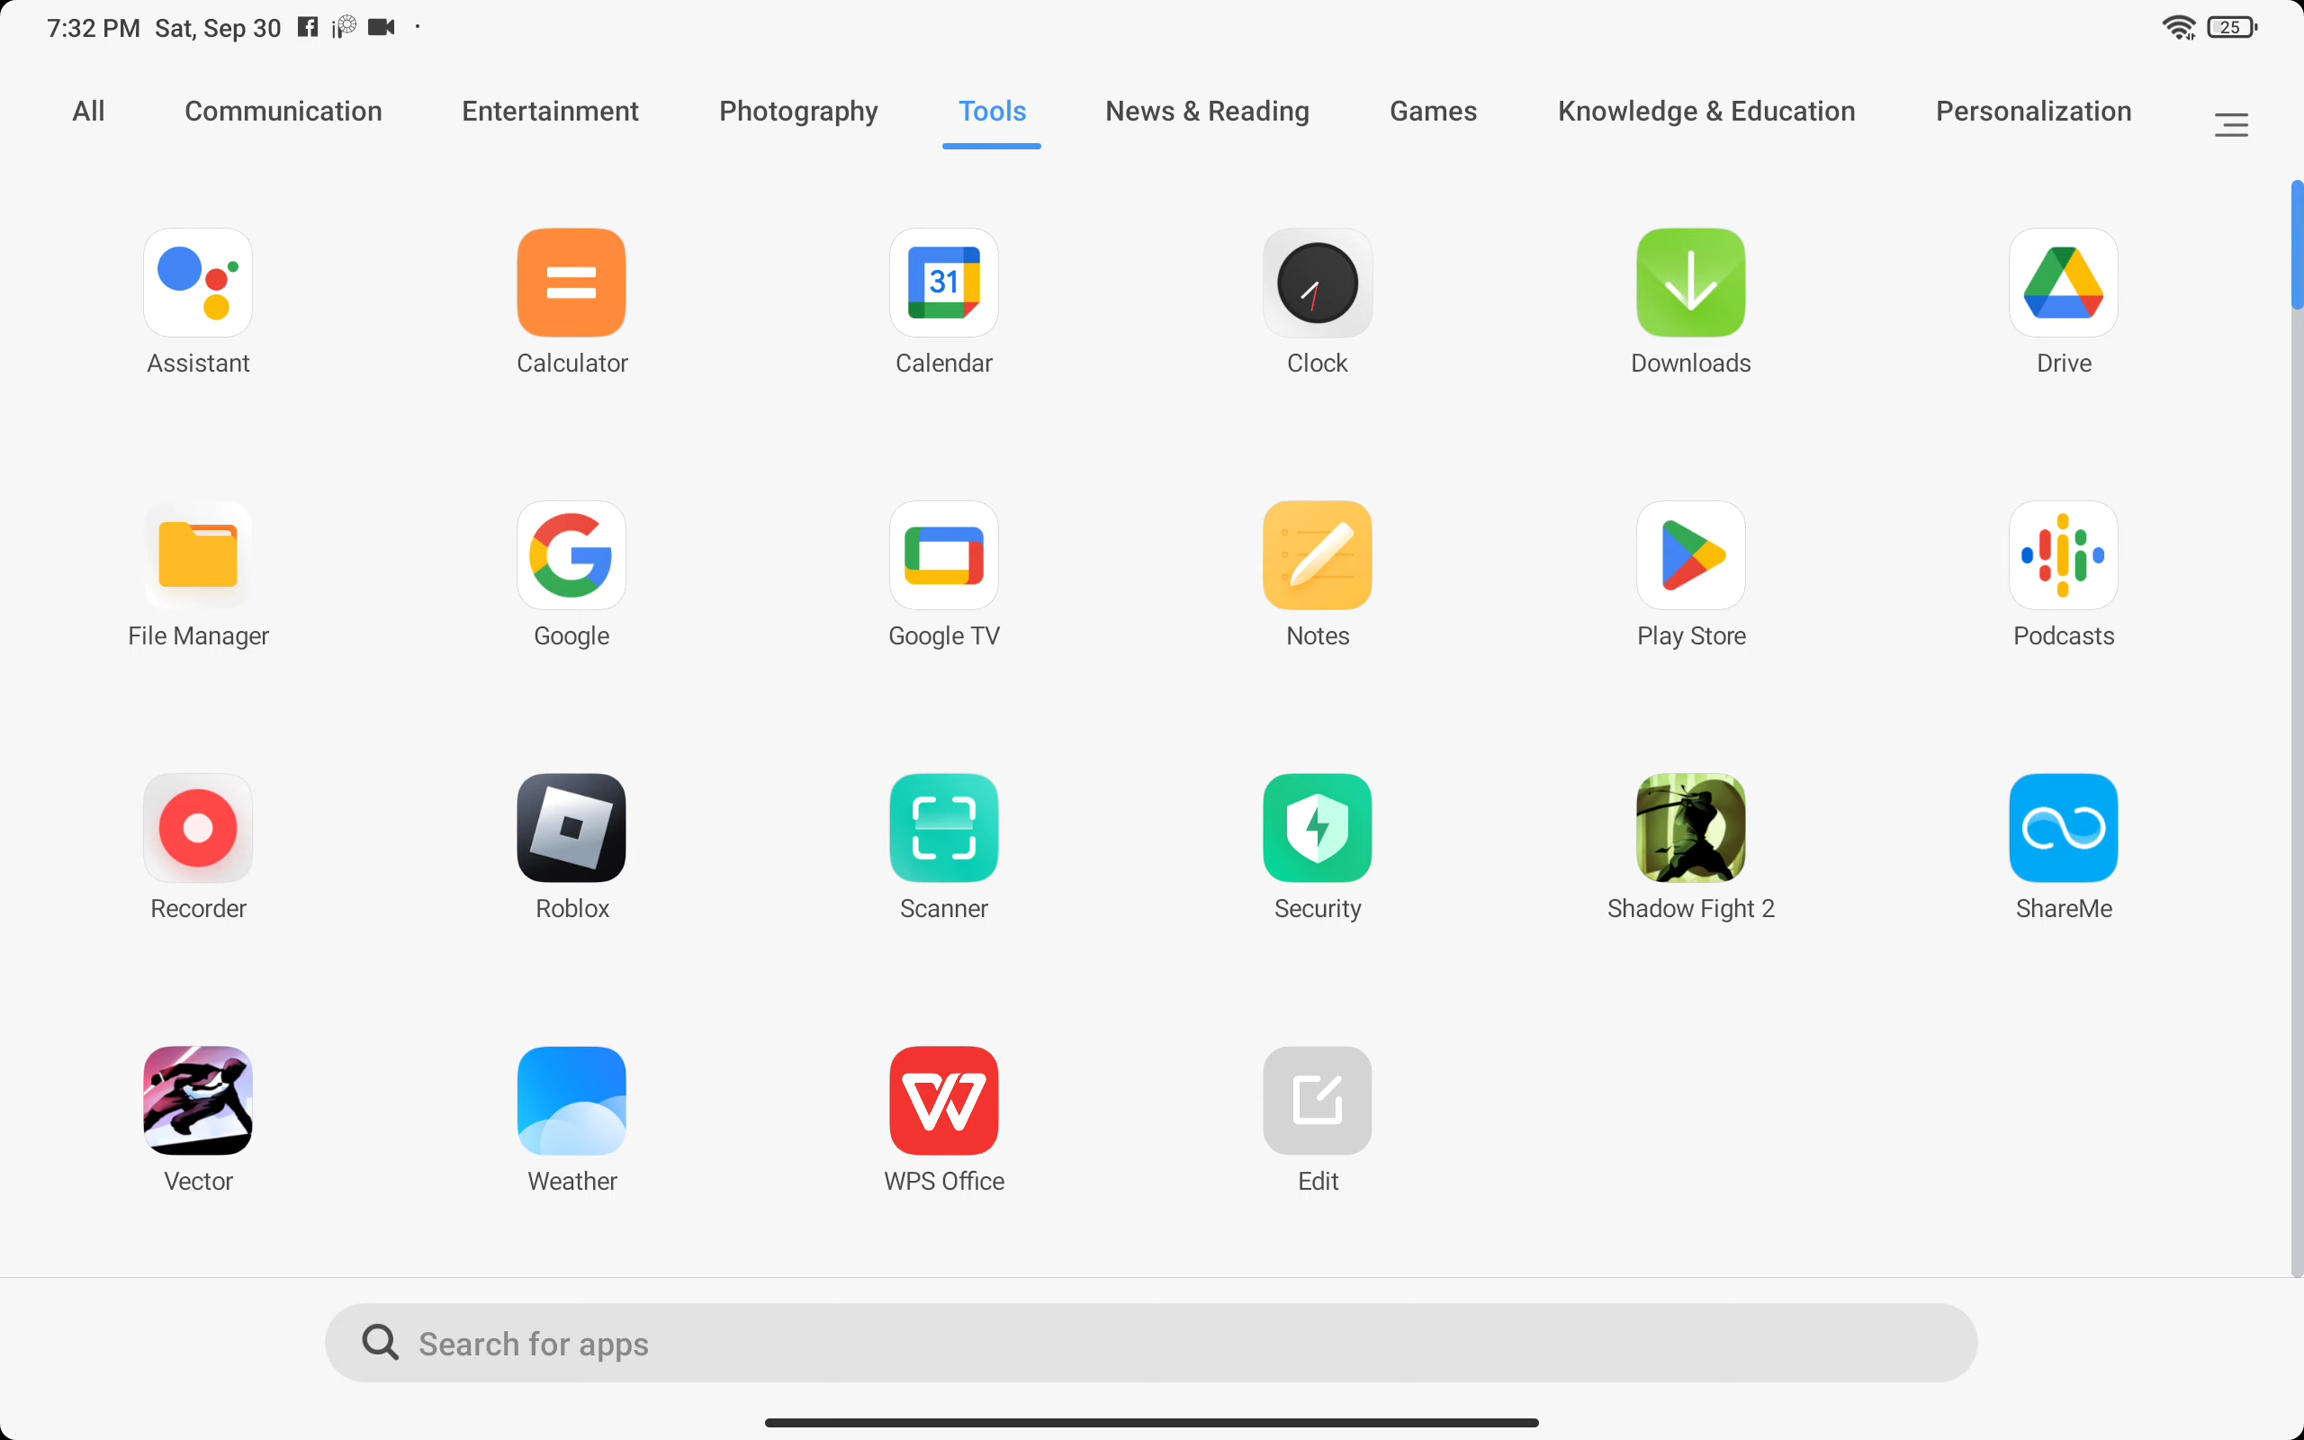 7:32 PM Sat, Sep 30
25
All Communication Entertainment Photography Tools News & Reading Games Knowledge & Education Personalization
31
Assistant Calculator Calendar Clock Downloads Drive
File Manager Google Google TV Notes Play Store Podcasts
Recorder Roblox Scanner Security Shadow Fight 2 ShareMe
Vector Weather WPS Office Edit
Search for apps